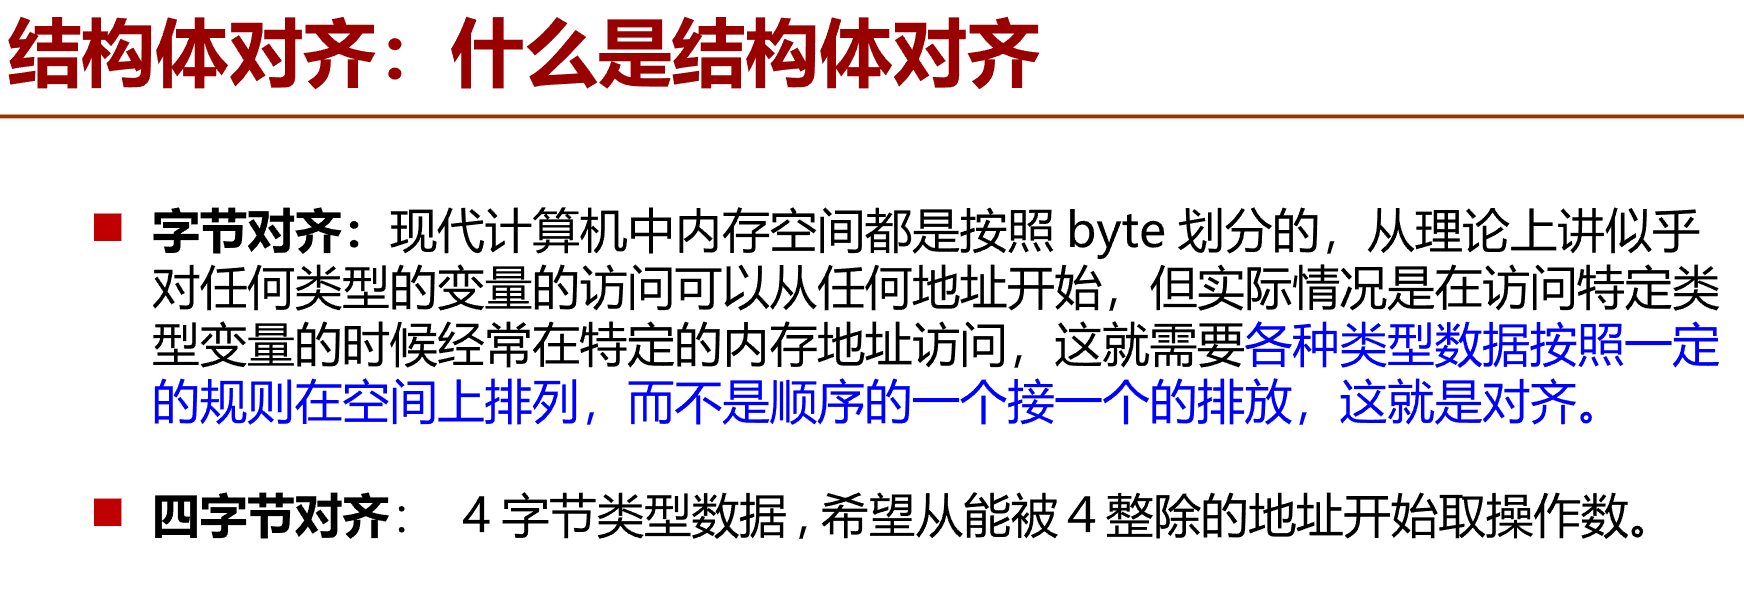 结构体对齐：什么是结构体对齐
字节对齐：现代计算机中内存空间都是按照 byte 划分的，从理论上讲似乎
对任何类型的变量的访问可以从任何地址开始，但实际情况是在访问特定类
型变量的时候经常在特定的内存地址访问，这就需要各种类型数据按照一定
的规则在空间上排列，而不是顺序的一个接一个的排放，这就是对齐。
四字节对齐： 4 字节类型数据 , 希望从能被 4 整除的地址开始取操作数。